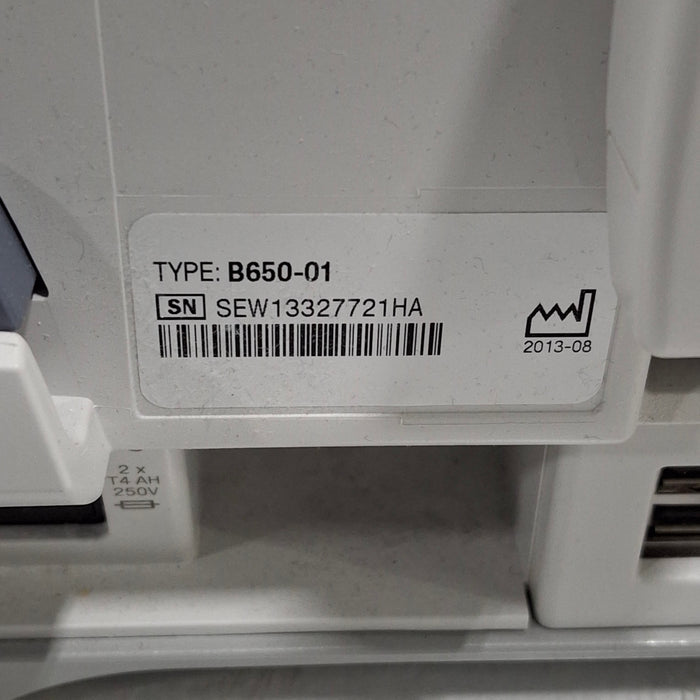 TYPE: B650-01
SN SEW13327721HA
2013-08
2 x
T4 AH
250V